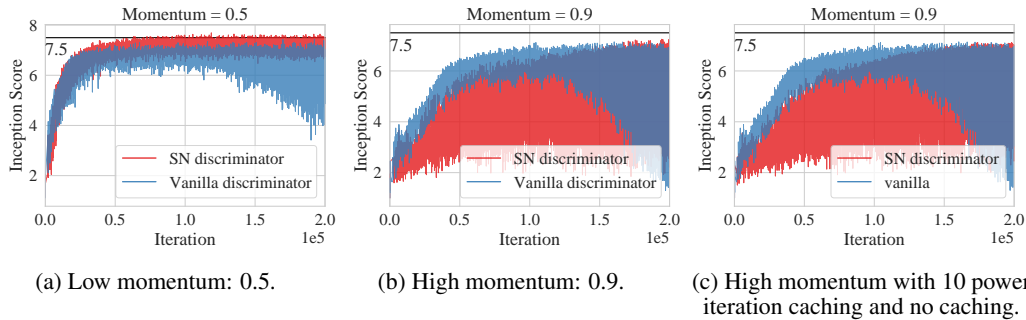 Momentum = 0.5
Inception Score
8
6
4
2
7.5
SN discriminator
Vanilla discriminator
0.0 0.5 1.0 1.5 2.0
1e5
Iteration
(a) Low momentum: 0.5.
Momentum = 0.9
Inception Score
6
4
2
7.5
SN discriminator
Vanilla discriminator
0.0 0.5 1.0 1.5 2.0
1e5
Iteration
(b) High momentum: 0.9.
Momentum = 0.9
Inception Score
6
4
2
7.5
SN discriminator
vanilla
0.0 0.5 1.0 1.5 2.0
1e5
Iteration
(c) High momentum with 10 power
iteration caching and no caching.